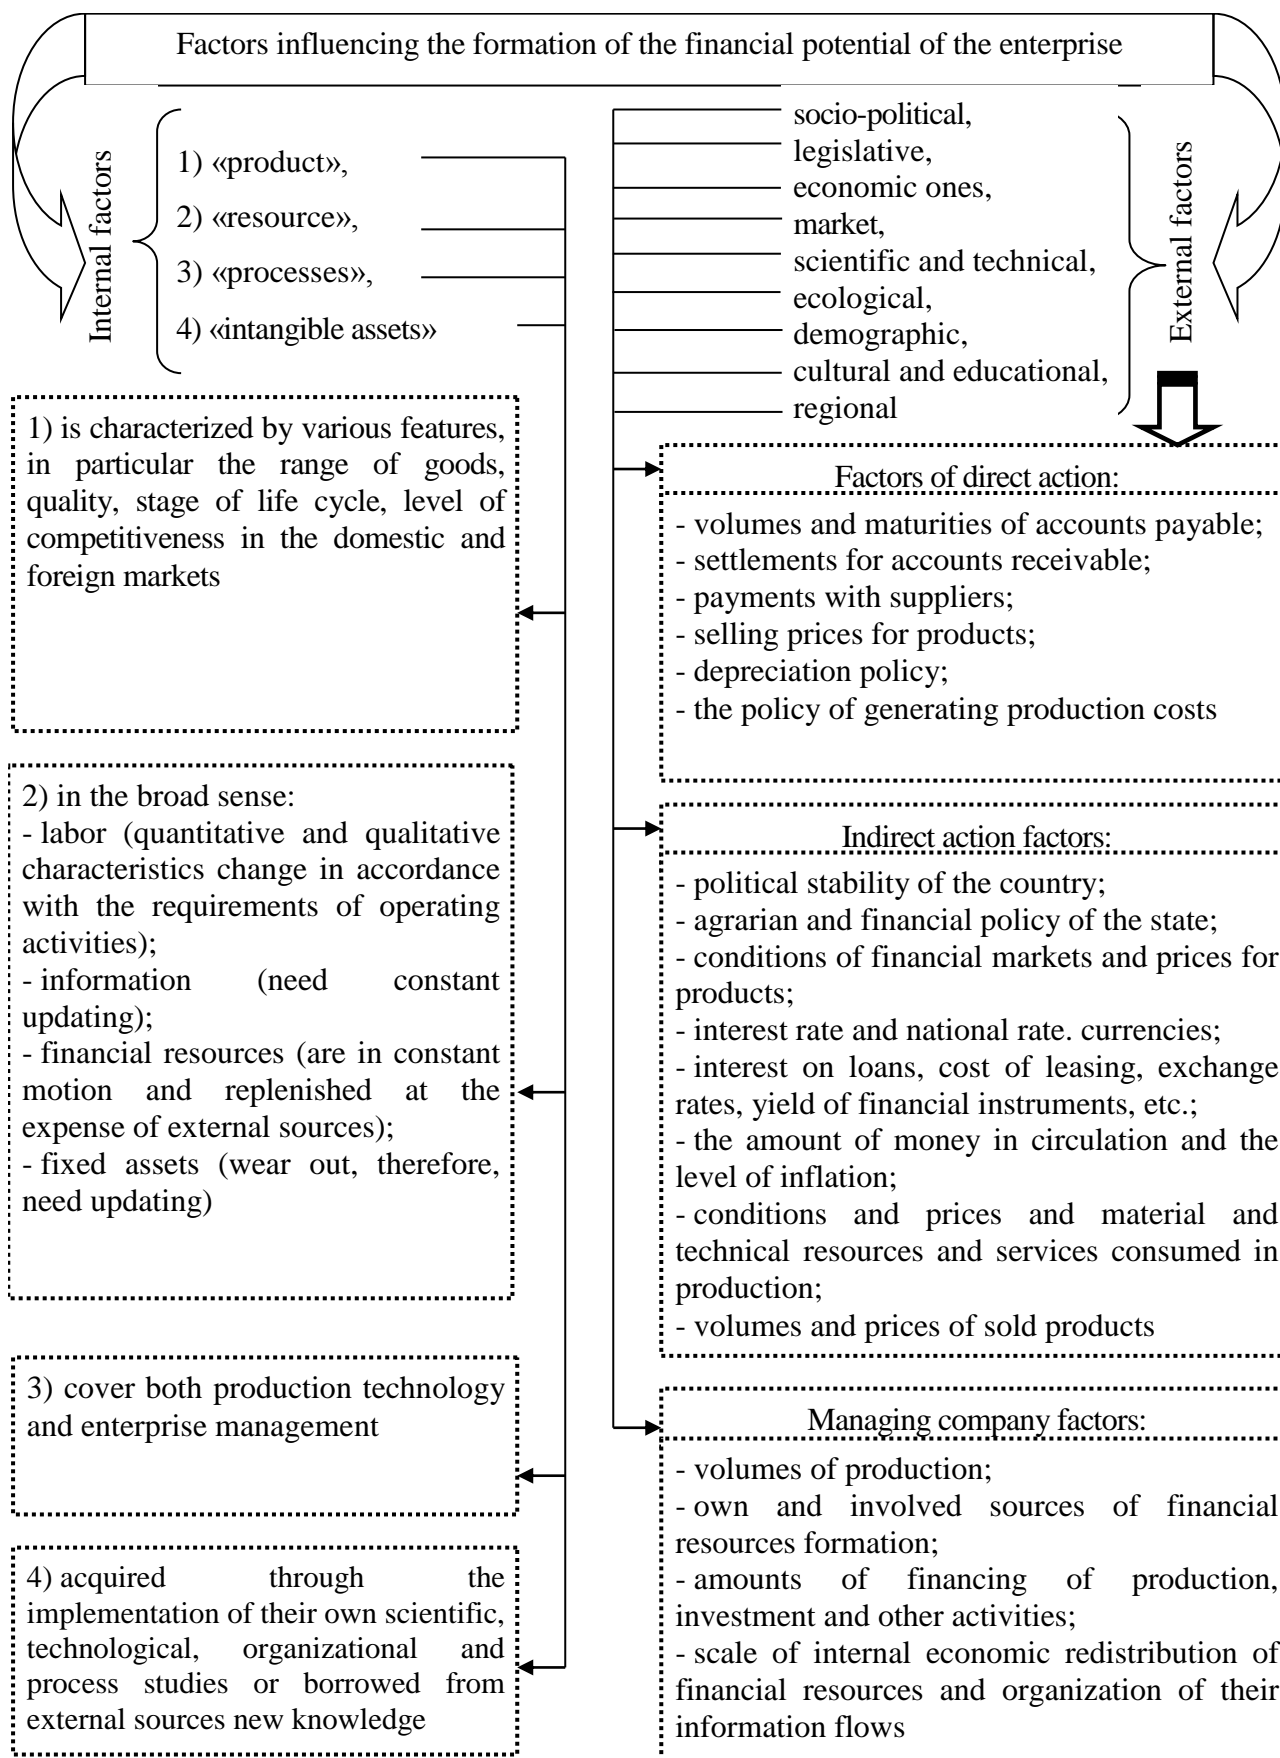 Factors influencing the formation of the financial potential of the enterprise
Internal factors
1) «product»,
2) «resource»,
3) «processes»,
4) «intangible assets»
socio-political,
legislative,
economic ones,
market,
scientific and technical,
ecological,
demographic,
cultural and educational,
regional
External factors
1) is characterized by various features,
in particular the range of goods,
quality, stage of life cycle, level of
competitiveness in the domestic and
foreign markets
2) in the broad sense:
- labor (quantitative and qualitative
characteristics change in accordance
with the requirements of operating
activities);
- information (need constant
updating);
- financial resources (are in constant
motion and replenished at the
expense of external sources);
- fixed assets (wear out, therefore,
need updating)
3) cover both production technology
and enterprise management
4) acquired through the
implementation of their own scientific,
technological, organizational and
process studies or borrowed from
external sources new knowledge
Factors of direct action:
- volumes and maturities of accounts payable;
- settlements for accounts receivable;
- payments with suppliers;
- selling prices for products;
- depreciation policy;
- the policy of generating production costs
Indirect action factors:
- political stability of the country;
- agrarian and financial policy of the state;
- conditions of financial markets and prices for
products;
- interest rate and national rate. currencies;
- interest on loans, cost of leasing, exchange
rates, yield of financial instruments, etc.;
- the amount of money in circulation and the
level of inflation;
- conditions and prices and material and
technical resources and services consumed in
production;
- volumes and prices of sold products
Managing company factors:
- volumes of production;
- own and involved sources of financial
resources formation;
- amounts of financing of production,
investment and other activities;
- scale of internal economic redistribution of
financial resources and organization of their
information flows